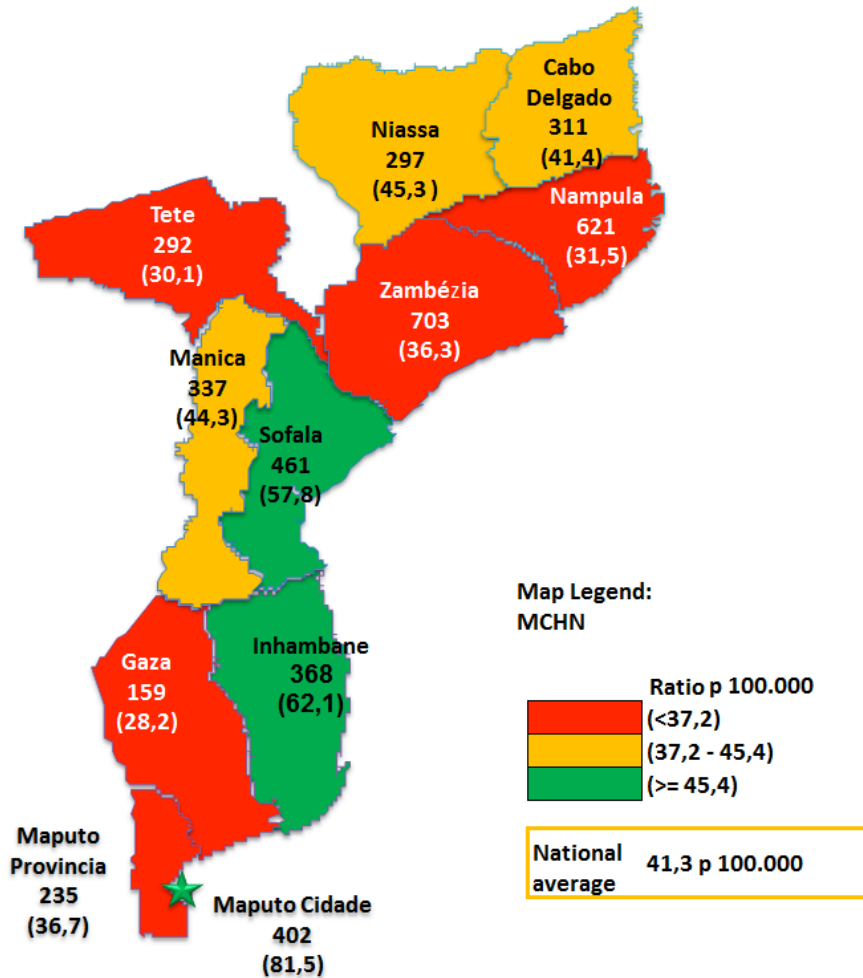 Cabo
Delgado
311
(41,4)
Niassa
297
(45,3 )
Nampula
621
(31,5)
Tete
292
(30,1)
Zambézia
703
(36,3)
Manica
337
(44,3)
Sofala
461
(57,8)
Map Legend:
MCHN
Inhambane
368
(62,1)
Gaza
159
(28,2)
Ratio p 100.000
(<37,2)
(37,2 - 45,4)
(>= 45,4)
Maputo
Provincia
235
(36,7)
Maputo Cidade
402
(81,5)
National
average
41,3 p 100.000